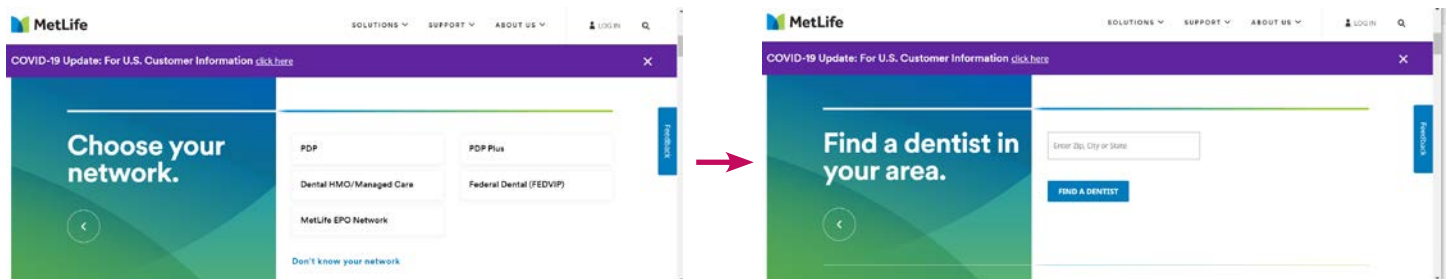 MetLife
SOLUTIONS SUPPORT ABOUT US LOG IN
COVID-19 Update: For U.S. Customer Information click here
Choose your
network.
PDP
PDP Plus
Dental HMO/Managed Care
Federal Dental (FEDVIP)
MetLife EPO Network
Don't know your network
Feedback
MetLife
SOLUTIONS SUPPORT ABOUT US LOG IN
COVID-19 Update: For U.S. Customer Information click here
Find a dentist in
your area.
Enter Zip, City or State
FIND A DENTIST
Feedback